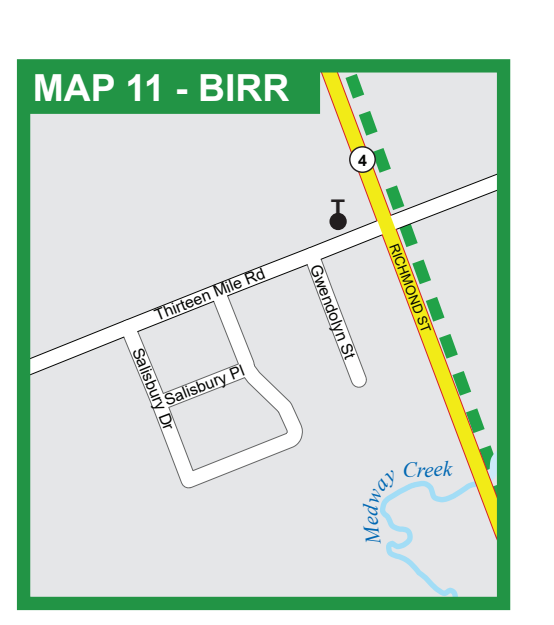 MAP 11 - BIRR
4
Thirteen Mile Rd
RICHMOND ST
Gwendolyn St
Salisbury Dr
Salisbury Pl
Medway Creek